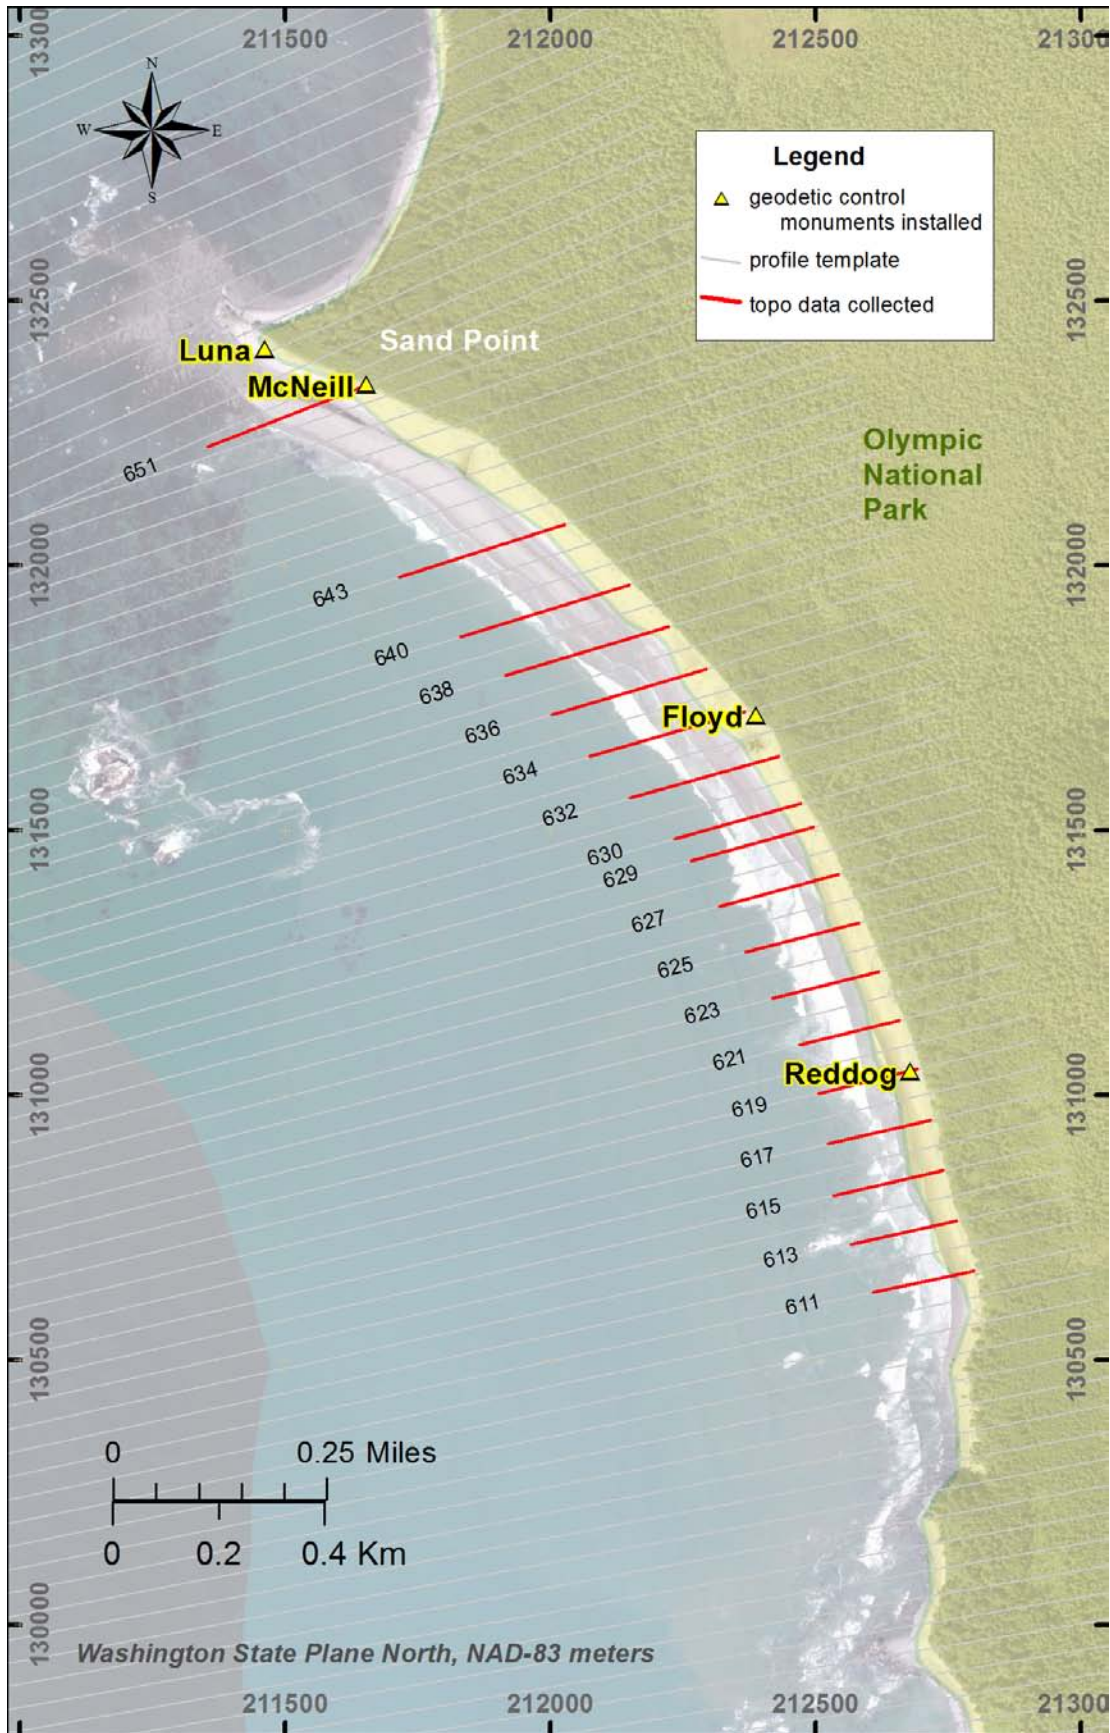 211500
212000
212500
21300
13300
N
W
E
S
Legend
geodetic control
monuments installed
profile template
topo data collected
132500
132500
Sand Point
Luna
McNeill
651
Olympic
National
Park
132000
132000
643
640
638
636
Floyd
634
632
131500
131500
630
629
627
625
623
621
Reddog
131000
131000
619
617
615
613
611
130500
130500
0
0.25 Miles
0
0.2
0.4 Km
130000
130000
Washington State Plane North, NAD-83 meters
211500
212000
212500
21300